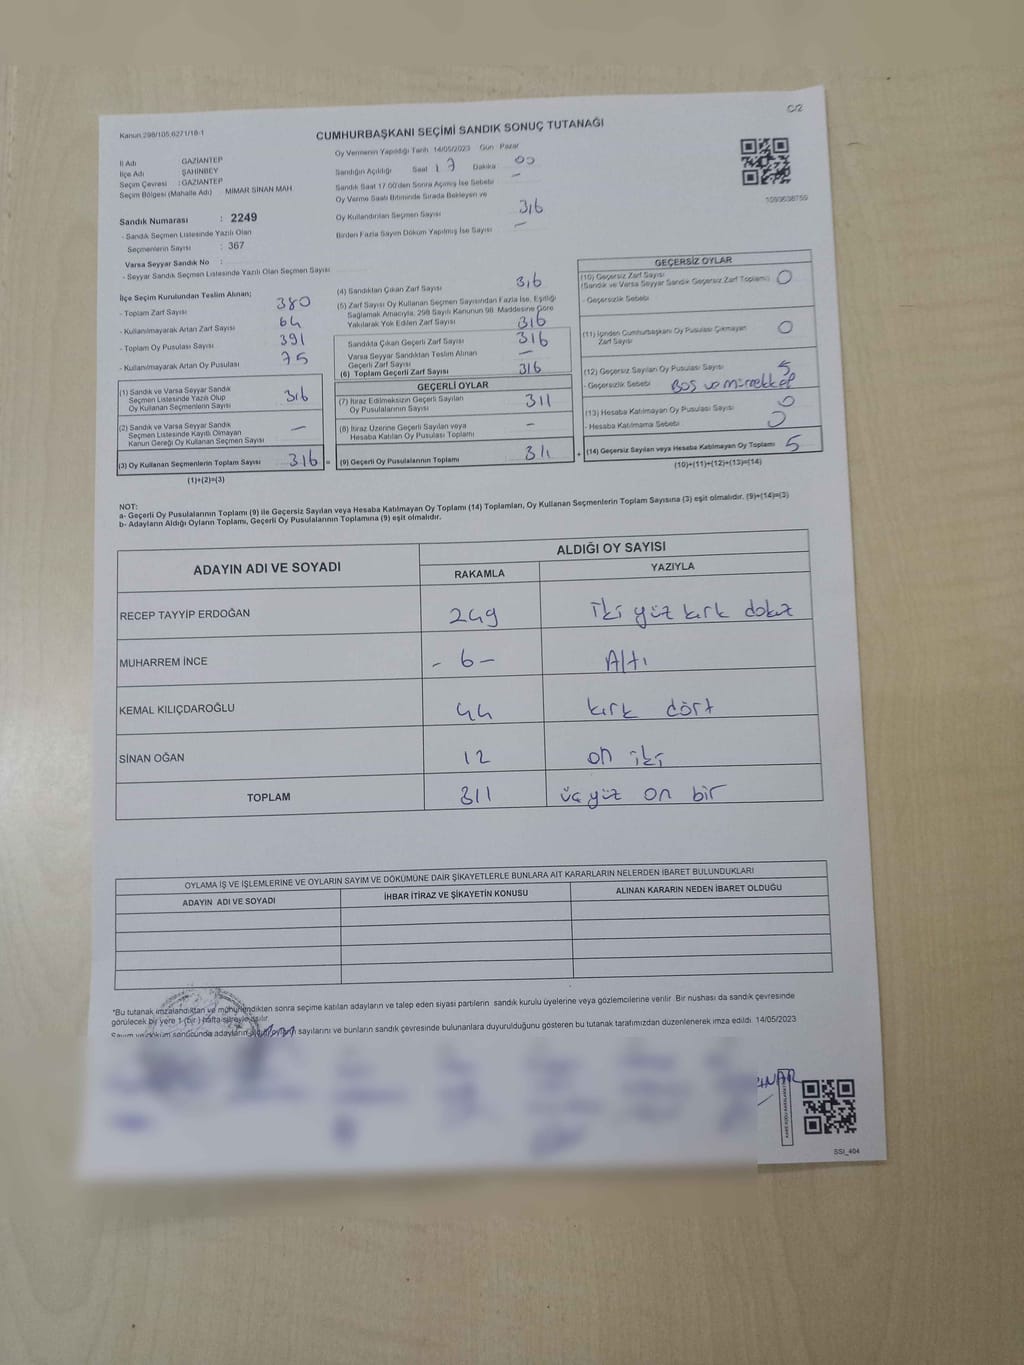 C/2
Kanun 298/105,6271/18-1
CUMHURBAŞKANI SEÇİMİ SANDIK SONUÇ TUTANAĞI
İl Adı GAZİANTEP
İlçe Adı ŞAHİNBEY
Seçim Çevresi : GAZİANTEP
Seçim Bölgesi (Mahalle Adı) MİMAR SİNAN MAH
Sandık Numarası : 2249
- Sandık Seçmen Listesinde Yazılı Olan
Seçmenlerin Sayısı : 367
Varsa Seyyar Sandık No :
- Seyyar Sandık Seçmen Listesinde Yazılı Olan Seçmen Sayısı
Oy Vermenin Yapıldığı Tarih 14/05/2023 Gün Pazar
Sandığın Açıldığı Saat 17 Dakika 00
Sandık Saat 17.00'den Sonra Açılmış İse Sebebi —
Oy Verme Saati Bitiminde Sırada Bekleyen ve
Oy Kullandırılan Seçmen Sayısı 316
Birden Fazla Sayım Döküm Yapılmış İse Sayısı —
1093638759
İlçe Seçim Kurulundan Teslim Alınan;
- Toplam Zarf Sayısı 380
- Kullanılmayarak Artan Zarf Sayısı 64
- Toplam Oy Pusulası Sayısı 391
- Kullanılmayarak Artan Oy Pusulası 75
(1) Sandık ve Varsa Seyyar Sandık
Seçmen Listesinde Yazılı Olup
Oy Kullanan Seçmenlerin Sayısı 316
(2) Sandık ve Varsa Seyyar Sandık
Seçmen Listesinde Kayıtlı Olmayan
Kanun Gereği Oy Kullanan Seçmen Sayısı —
(3) Oy Kullanan Seçmenlerin Toplam Sayısı 316 =
(1)+(2)=(3)
(4) Sandıktan Çıkan Zarf Sayısı 316
(5) Zarf Sayısı Oy Kullanan Seçmen Sayısından Fazla İse, Eşitliği
Sağlamak Amacıyla, 298 Sayılı Kanunun 98. Maddesine Göre
Yakılarak Yok Edilen Zarf Sayısı 316
Sandıkta Çıkan Geçerli Zarf Sayısı 316
Varsa Seyyar Sandıktan Teslim Alınan
Geçerli Zarf Sayısı —
(6) Toplam Geçerli Zarf Sayısı 316
GEÇERLİ OYLAR
(7) İtiraz Edilmeksizin Geçerli Sayılan
Oy Pusulalarının Sayısı 311
(8) İtiraz Üzerine Geçerli Sayılan veya
Hesaba Katılan Oy Pusulası Toplamı -
(9) Geçerli Oy Pusulalarının Toplamı 311 +
GEÇERSİZ OYLAR
(10) Geçersiz Zarf Sayısı
(Sandık ve Varsa Seyyar Sandık Geçersiz Zarf Toplamı) 0
- Geçersizlik Sebebi
(11) İçinden Cumhurbaşkanı Oy Pusulası Çıkmayan
Zarf Sayısı 0
(12) Geçersiz Sayılan Oy Pusulası Sayısı 5
- Geçersizlik Sebebi Boş ve mürekkep
(13) Hesaba Katılmayan Oy Pusulası Sayısı 0
- Hesaba Katılmama Sebebi 0
(14) Geçersiz Sayılan veya Hesaba Katılmayan Oy Toplamı 5
(10)+(11)+(12)+(13)=(14)
NOT:
a- Geçerli Oy Pusulalarının Toplamı (9) ile Geçersiz Sayılan veya Hesaba Katılmayan Oy Toplamı (14) Toplamları, Oy Kullanan Seçmenlerin Toplam Sayısına (3) eşit olmalıdır. (9)+(14)=(3)
b- Adayların Aldığı Oyların Toplamı, Geçerli Oy Pusulalarının Toplamına (9) eşit olmalıdır.
ADAYIN ADI VE SOYADI ALDIĞI OY SAYISI
RAKAMLA YAZIYLA
RECEP TAYYİP ERDOĞAN 249 iki yüz kırk dokuz
MUHARREM İNCE - 6 - Altı
KEMAL KILIÇDAROĞLU 44 kırk dört
SİNAN OĞAN 12 on iki
TOPLAM 311 üç yüz on bir
OYLAMA İŞ VE İŞLEMLERİNE VE OYLARIN SAYIM VE DÖKÜMÜNE DAİR ŞİKAYETLERLE BUNLARA AİT KARARLARIN NELERDEN İBARET BULUNDUKLARI
ADAYIN ADI VE SOYADI İHBAR İTİRAZ VE ŞİKAYETİN KONUSU ALINAN KARARIN NEDEN İBARET OLDUĞU
*Bu tutanak imzalandıktan ve mühürlendikten sonra seçime katılan adayların ve talep eden siyasi partilerin sandık kurulu üyelerine veya gözlemcilerine verilir. Bir nüshası da sandık çevresinde
görülecek bir yere 1 (bir) hafta süreyle asılır.
Sayım ve döküm sonucunda adayların sayılarını ve bunların sandık çevresinde bulunanlara duyurulduğunu gösteren bu tutanak tarafımızdan düzenlenerek imza edildi. 14/05/2023
SSI_404